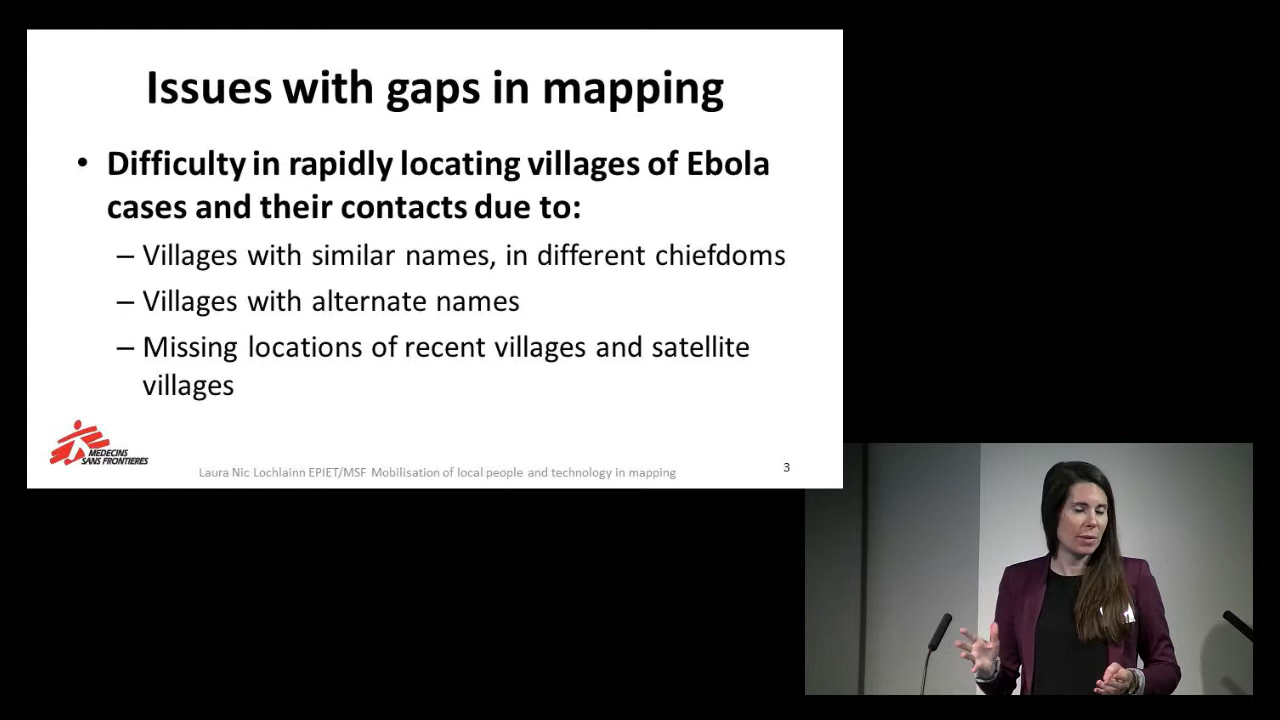 Issues with gaps in mapping
• Difficulty in rapidly locating villages of Ebola
cases and their contacts due to:
– Villages with similar names, in different chiefdoms
– Villages with alternate names
– Missing locations of recent villages and satellite
villages
MEDECINS
SANS FRONTIERES
Laura Nic Lochlainn EPIET/MSF Mobilisation of local people and technology in mapping
3